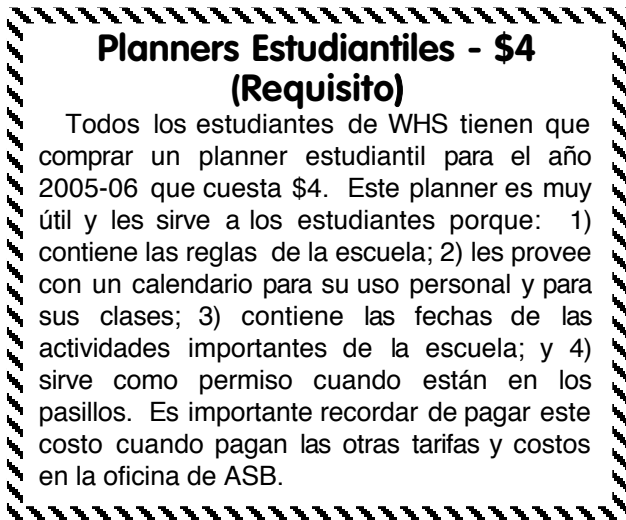 Planners Estudiantiles - $4
(Requisito)
Todos los estudiantes de WHS tienen que
comprar un planner estudiantil para el año
2005-06 que cuesta $4. Este planner es muy
útil y les sirve a los estudiantes porque: 1)
contiene las reglas de la escuela; 2) les provee
con un calendario para su uso personal y para
sus clases; 3) contiene las fechas de las
actividades importantes de la escuela; y 4)
sirve como permiso cuando están en los
pasillos. Es importante recordar de pagar este
costo cuando pagan las otras tarifas y costos
en la oficina de ASB.